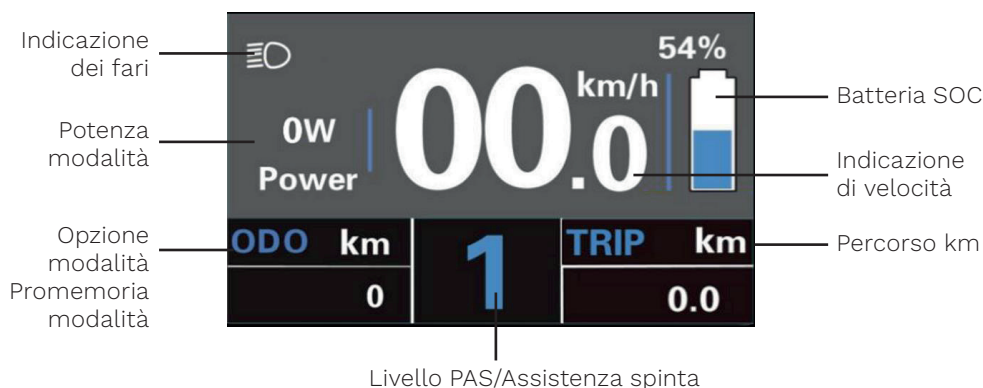 Indicazione
dei fari
Potenza
modalità
Opzione
modalità
Promemoria
modalità
54%
km/h
00.0
0W
Power
ODO km
0
1
TRIP km
0.0
Batteria SOC
Indicazione
di velocità
Percorso km
Livello PAS/Assistenza spinta